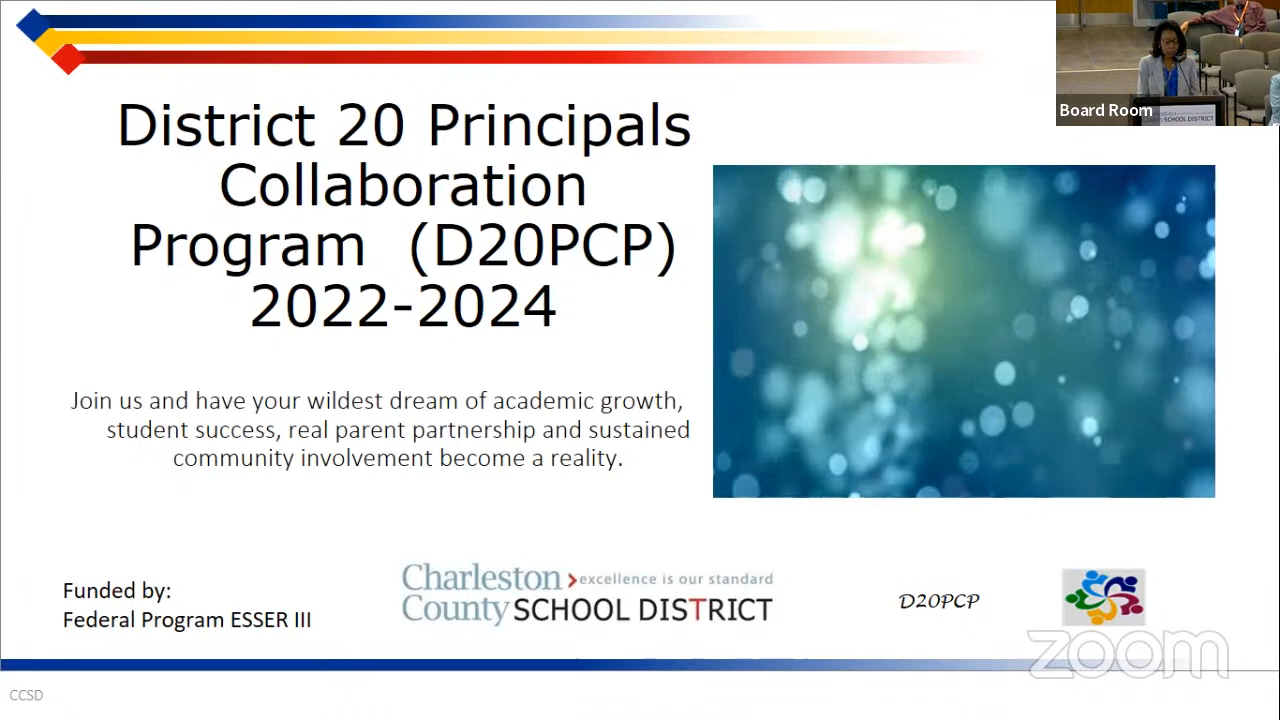 Board Room
SCHOOL DISTRICT
District 20 Principals
Collaboration
Program (D20PCP)
2022-2024
Join us and have your wildest dream of academic growth,
student success, real parent partnership and sustained
community involvement become a reality.
Funded by:
Federal Program ESSER III
Charleston excellence is our standard
County SCHOOL DISTRICT
D20PCP
zoom
CCSD